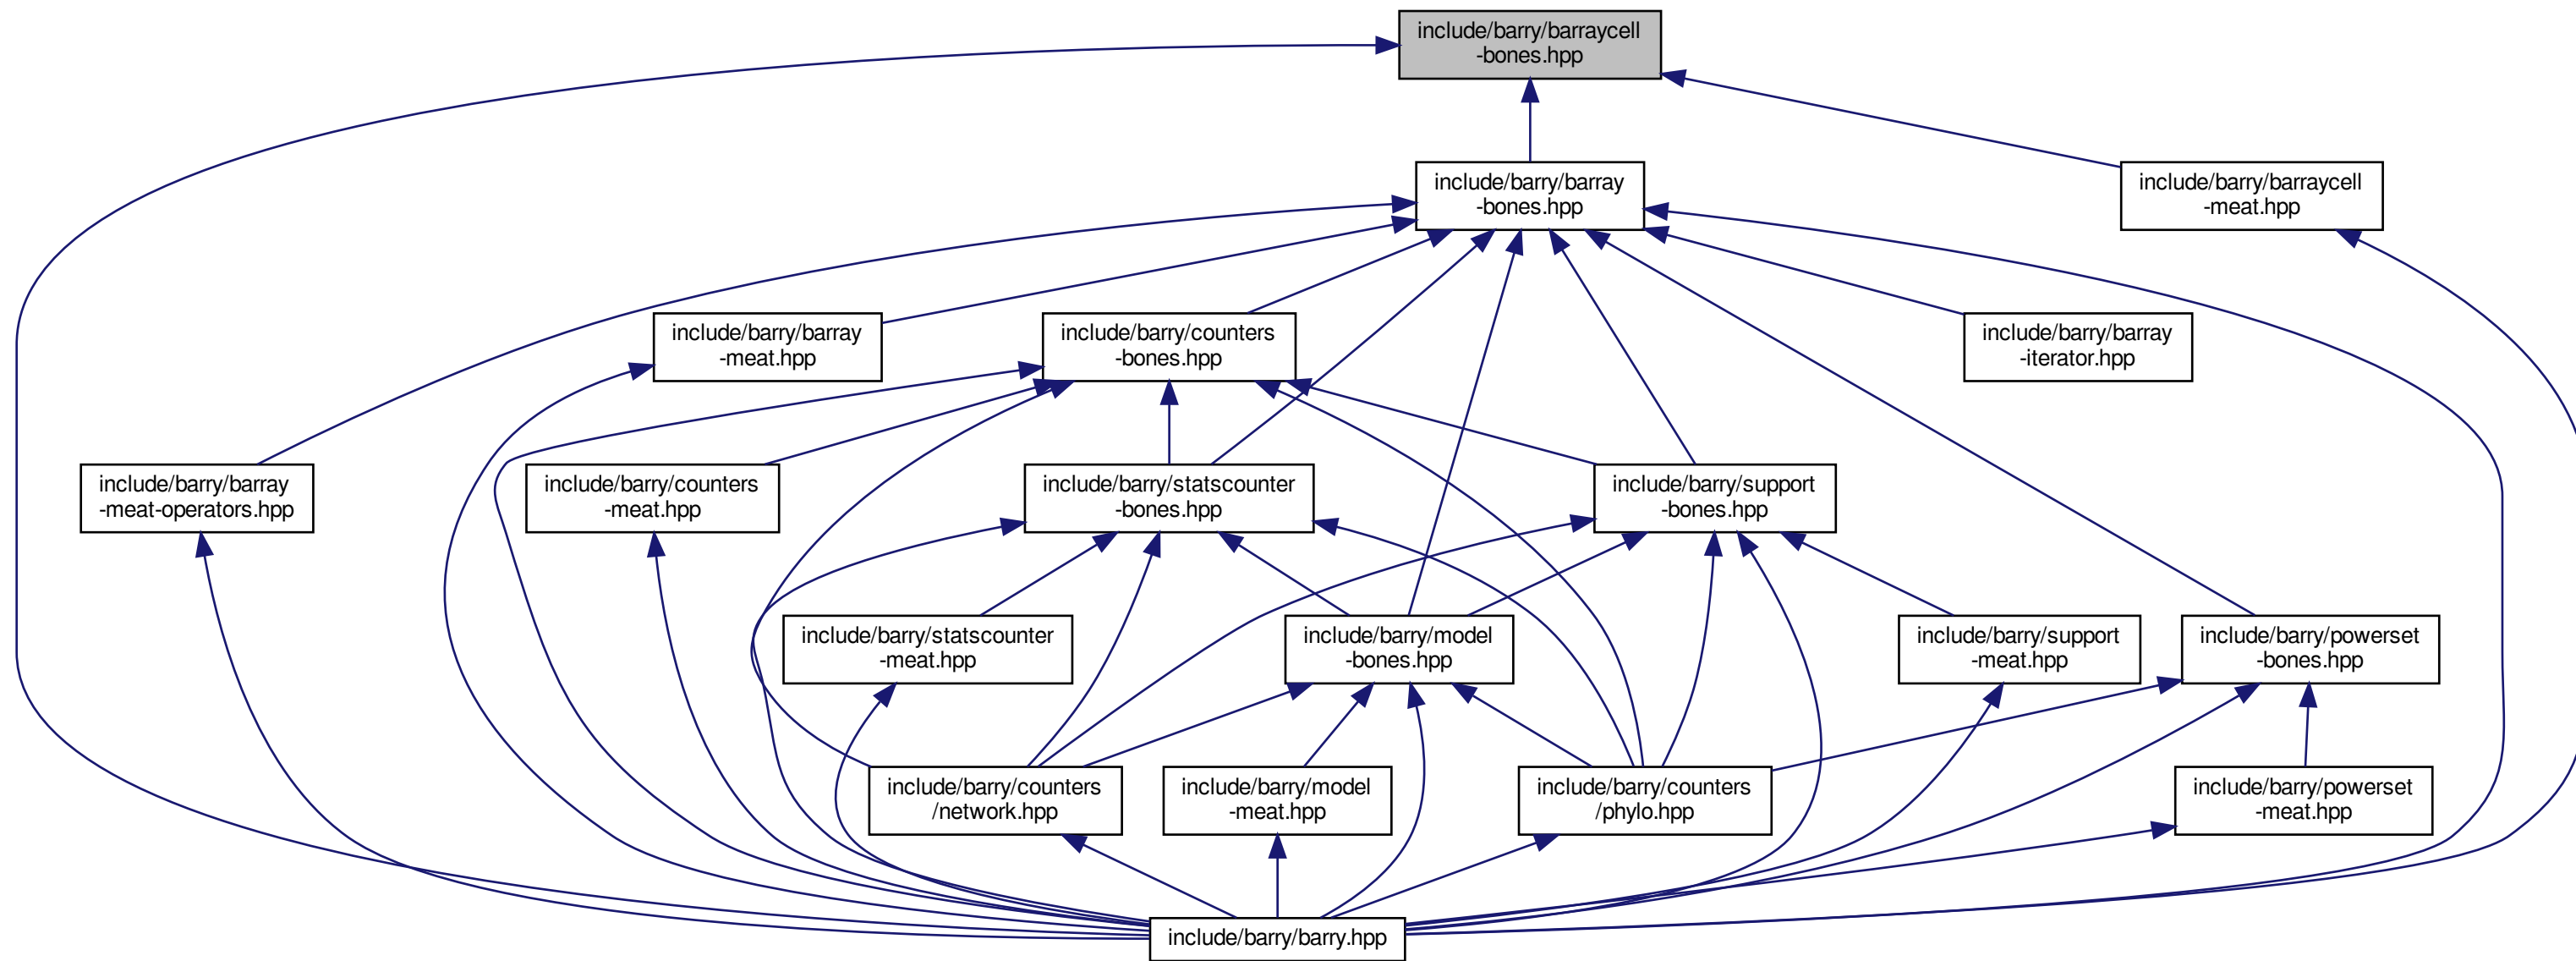 include/barry/barraycell
-bones.hpp
include/barry/barray
-bones.hpp
include/barry/barraycell
-meat.hpp
include/barry/barray
-meat.hpp
include/barry/counters
-bones.hpp
include/barry/barray
-iterator.hpp
include/barry/barray
-meat-operators.hpp
include/barry/counters
-meat.hpp
include/barry/statscounter
-bones.hpp
include/barry/support
-bones.hpp
include/barry/statscounter
-meat.hpp
include/barry/model
-bones.hpp
include/barry/support
-meat.hpp
include/barry/powerset
-bones.hpp
include/barry/counters
/network.hpp
include/barry/model
-meat.hpp
include/barry/counters
/phylo.hpp
include/barry/powerset
-meat.hpp
include/barry/barry.hpp